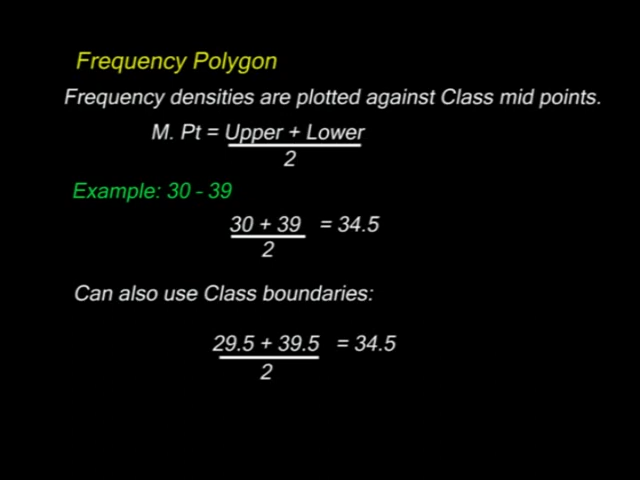 Frequency Polygon
Frequency densities are plotted against Class mid points.
M. Pt = Upper + Lower
2
Example: 30 - 39
30 + 39 = 34.5
2
Can also use Class boundaries:
29.5 + 39.5 = 34.5
2